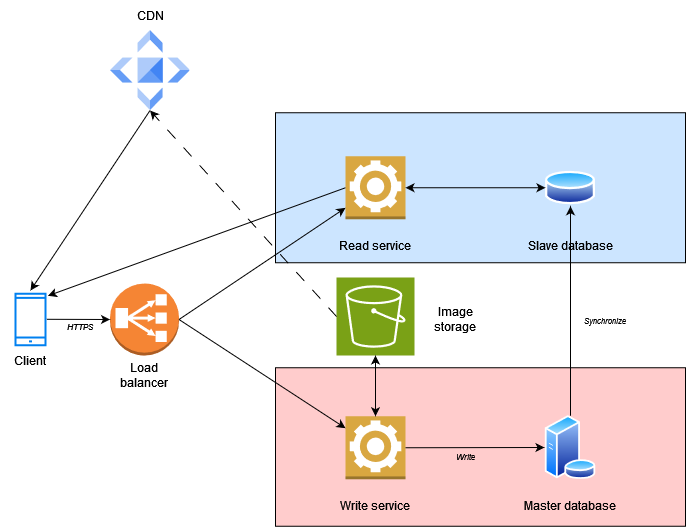 CDN
Read service
Slave database
Image
storage
Synchronize
HTTPS
Client
Load
balancer
Write
Write service
Master database